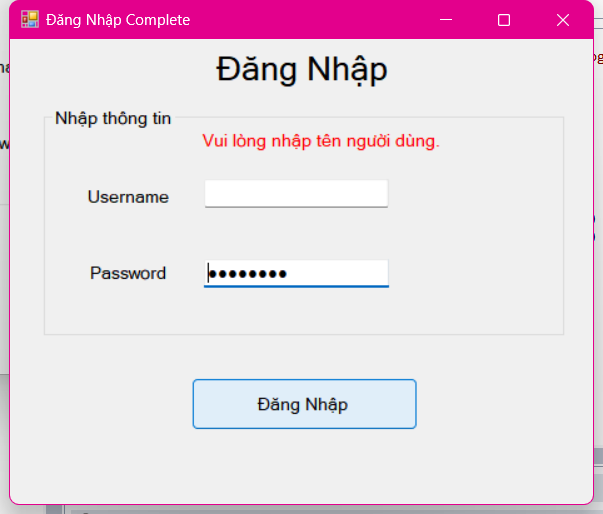 Đăng Nhập Complete
Đăng Nhập
Nhập thông tin
Vui lòng nhập tên người dùng.
Username
Password
••••••••
Đăng Nhập